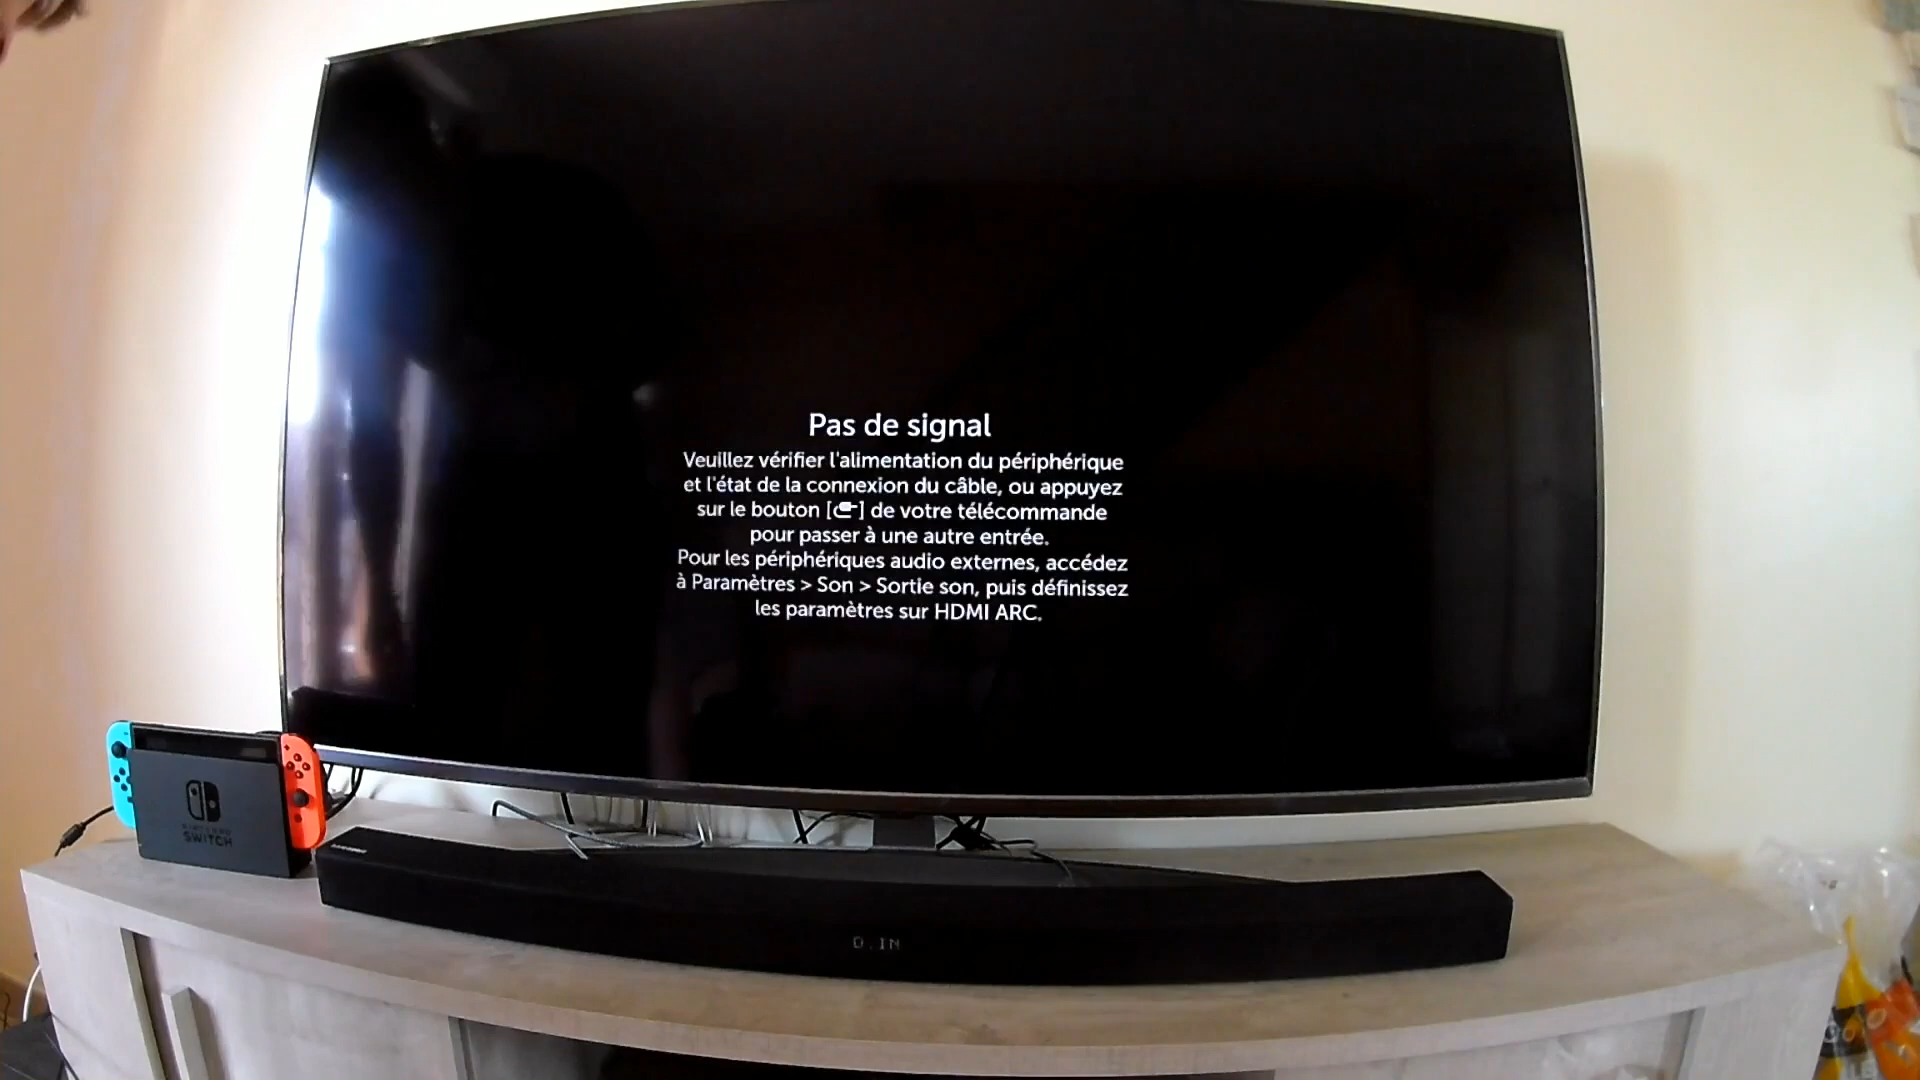 Pas de signal
Veuillez vérifier l'alimentation du périphérique
et l'état de la connexion du câble, ou appuyez
sur le bouton [] de votre télécommande
pour passer à une autre entrée.
Pour les périphériques audio externes, accédez
à Paramètres > Son > Sortie son, puis définissez
les paramètres sur HDMI ARC.
NINTENDO
SWITCH
SAMSUNG
D.IN